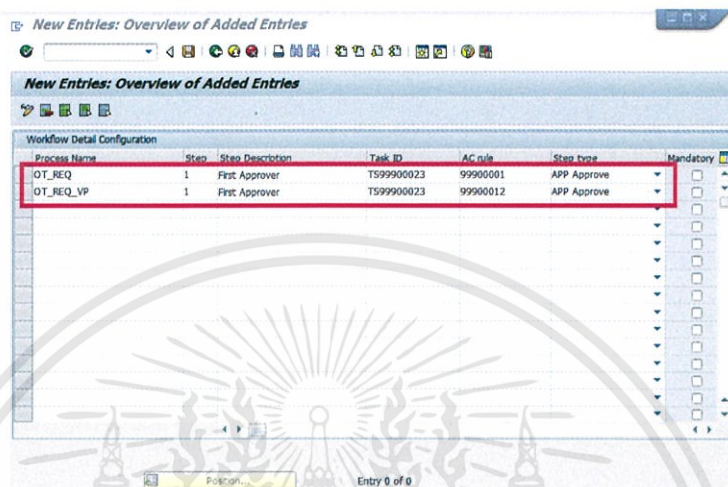 New Entries: Overview of Added Entries
New Entries: Overview of Added Entries
Workflow Detail Configuration
Process Name Step Step Description Task ID AC rule Step type Mandatory
OT_REQ 1 First Approver TS99900023 99900001 APP Approve
OT_REQ_VP 1 First Approver TS99900023 99900012 APP Approve
Position... Entry 0 of 0